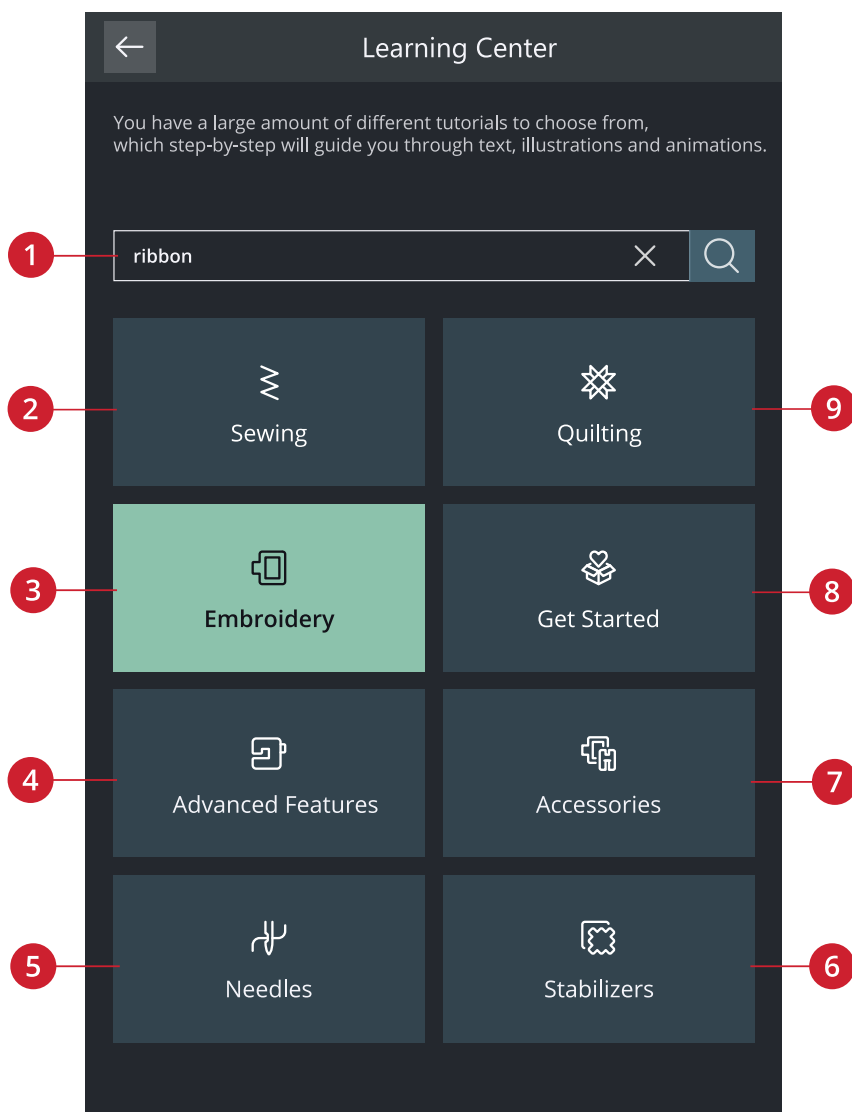 Learning Center
You have a large amount of different tutorials to choose from,
which step-by-step will guide you through text, illustrations and animations.
1
ribbon
2
Sewing
Quilting
9
3
Embroidery
Get Started
8
4
Advanced Features
Accessories
7
5
Needles
Stabilizers
6